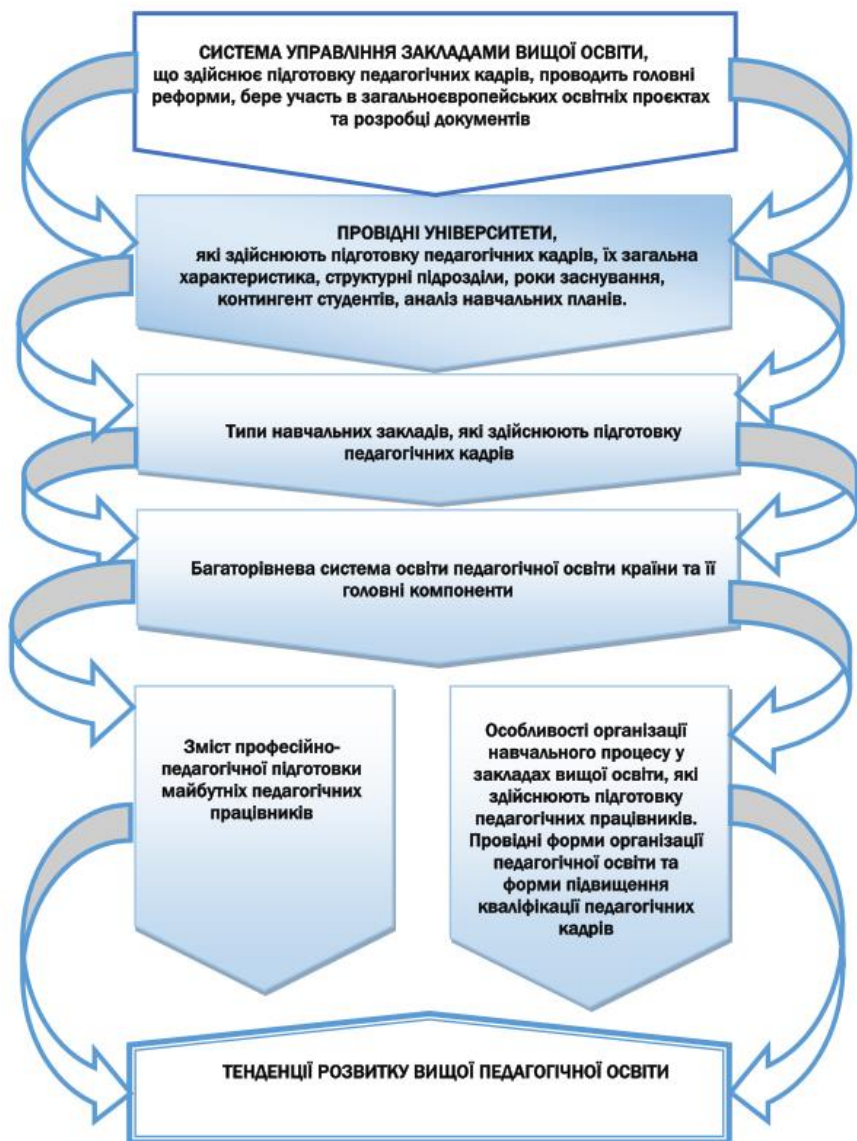 СИСТЕМА УПРАВЛІННЯ ЗАКЛАДАМИ ВИЩОЇ ОСВІТИ,
що здійснює підготовку педагогічних кадрів, проводить головні
реформи, бере участь в загальноєвропейських освітніх проєктах
та розробці документів
ПРОВІДНІ УНІВЕРСИТЕТИ,
які здійснюють підготовку педагогічних кадрів, їх загальна
характеристика, структурні підрозділи, роки заснування,
контингент студентів, аналіз навчальних планів.
Типи навчальних закладів, які здійснюють підготовку
педагогічних кадрів
Багаторівнева система освіти педагогічної освіти країни та її
головні компоненти
Зміст професійно-
педагогічної підготовки
майбутніх педагогічних
працівників
Особливості організації
навчального процесу у
закладах вищої освіти, які
здійснюють підготовку
педагогічних працівників.
Провідні форми організації
педагогічної освіти та
форми підвищення
кваліфікації педагогічних
кадрів
ТЕНДЕНЦІЇ РОЗВИТКУ ВИЩОЇ ПЕДАГОГІЧНОЇ ОСВІТИ